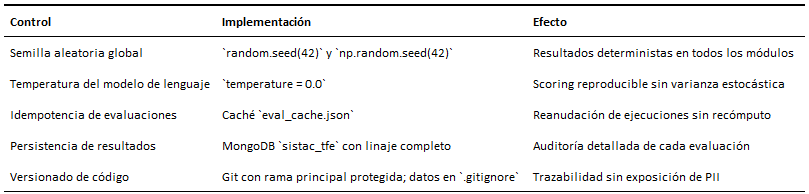 Control Implementación Efecto
Semilla aleatoria global `random.seed(42)` y `np.random.seed(42)` Resultados deterministas en todos los módulos
Temperatura del modelo de lenguaje `temperature = 0.0` Scoring reproducible sin varianza estocástica
Idempotencia de evaluaciones Caché `eval_cache.json` Reanudación de ejecuciones sin recómputo
Persistencia de resultados MongoDB `sistac_tfe` con linaje completo Auditoría detallada de cada evaluación
Versionado de código Git con rama principal protegida; datos en `.gitignore` Trazabilidad sin exposición de PII